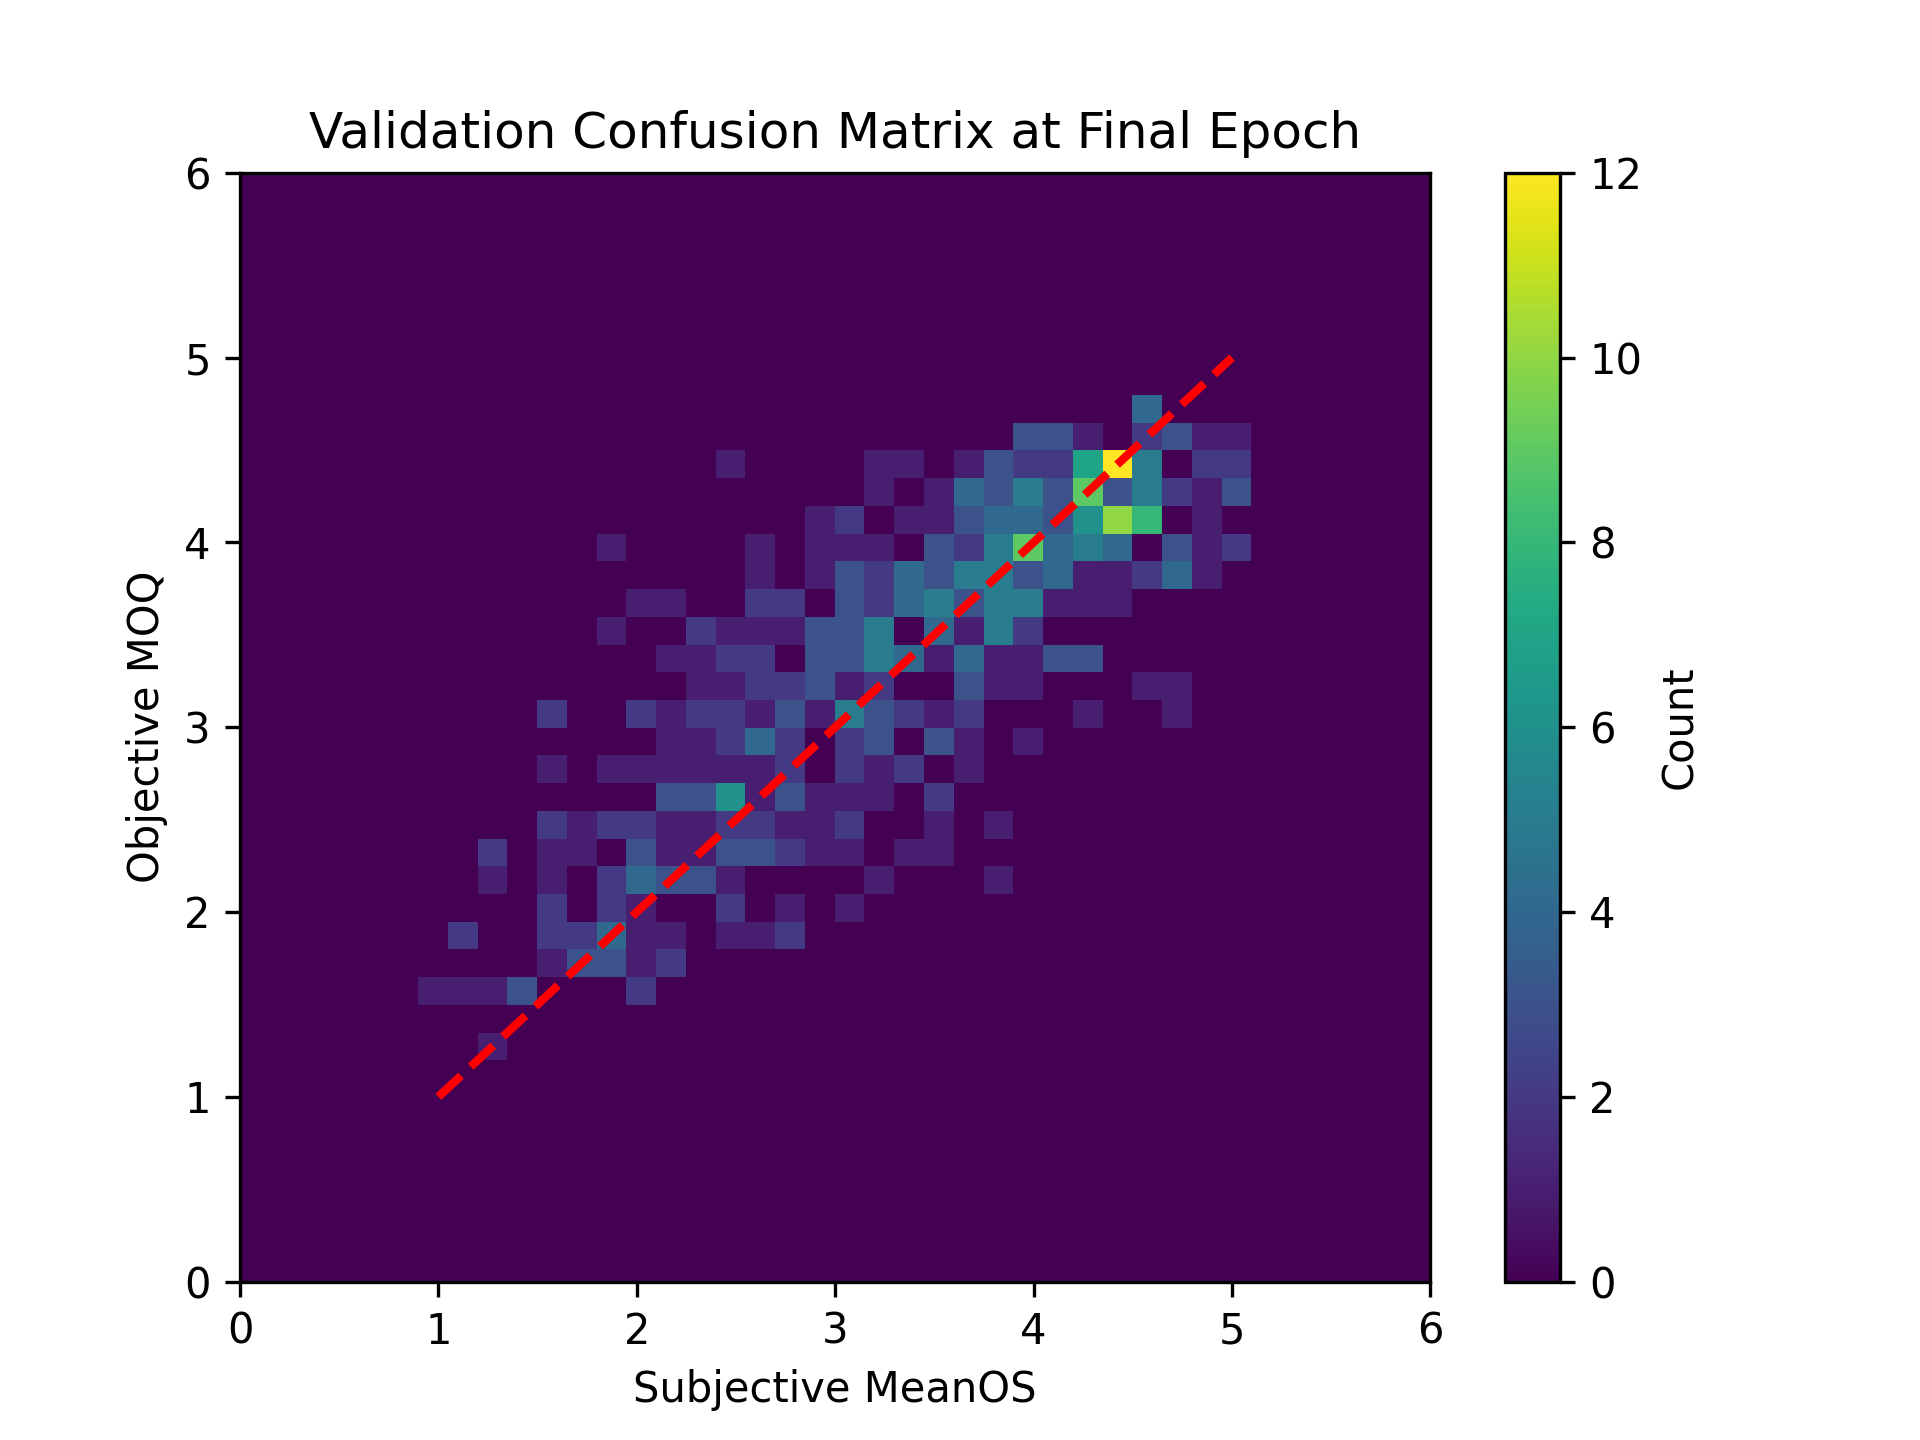 Validation Confusion Matrix at Final Epoch
6
5
4
3
2
1
0
Objective MOQ
0 1 2 3 4 5 6
Subjective MeanOS
12
10
8
6
4
2
0
Count